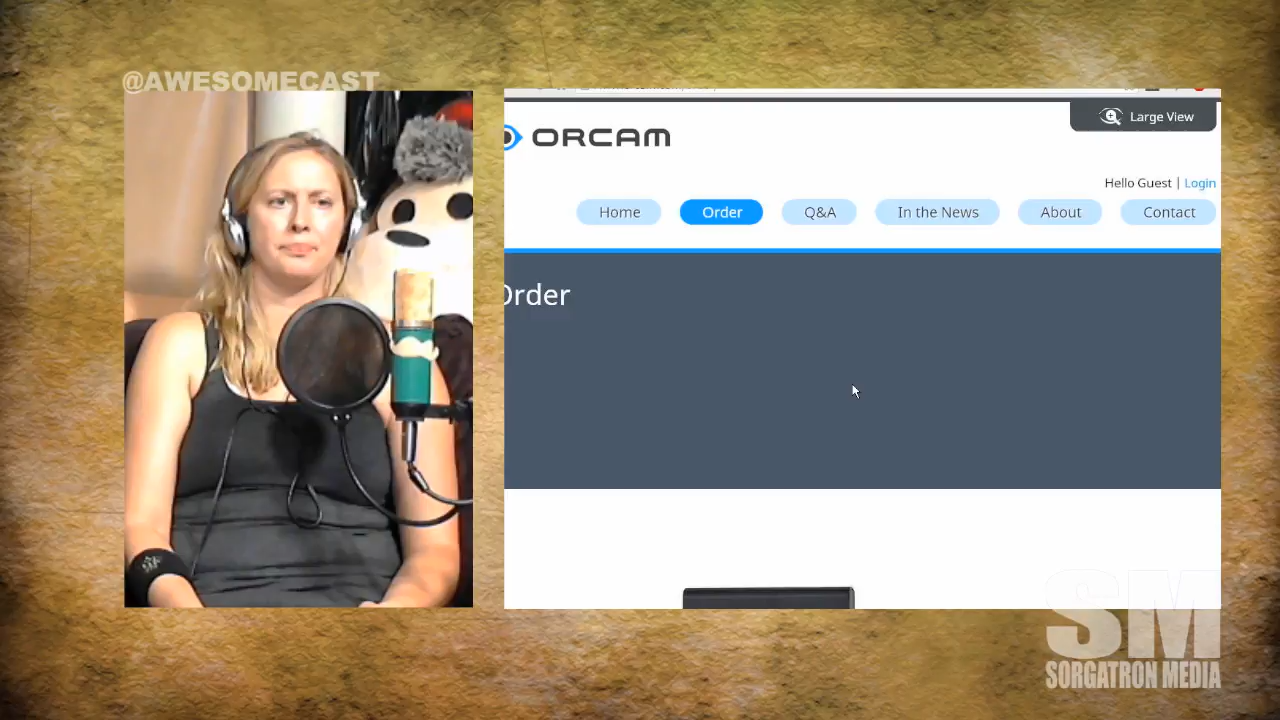 @AWESOMECAST
ORCAM
Large View
Hello Guest | Login
Home
Order
Q&A
In the News
About
Contact
Order
SM
SORGATRON MEDIA